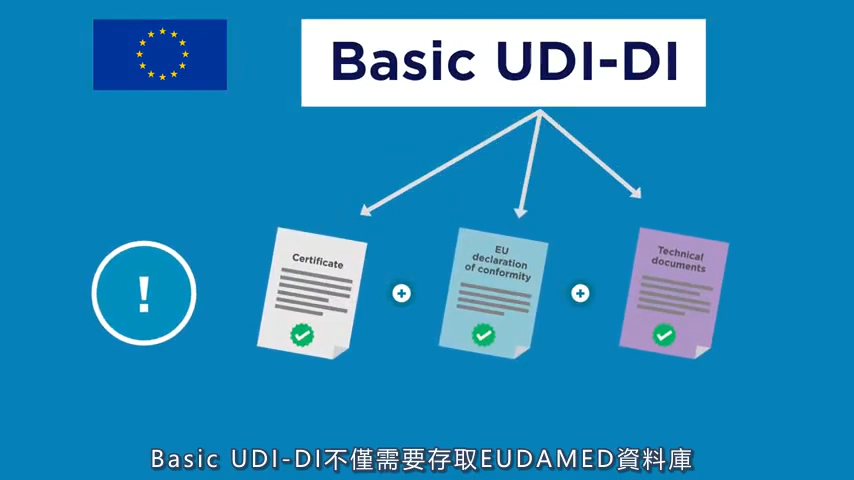 Basic UDI-DI
Certificate
EU
declaration
of conformity
Technical
documents
!
Basic UDI-DI不僅需要存取EUDAMED資料庫